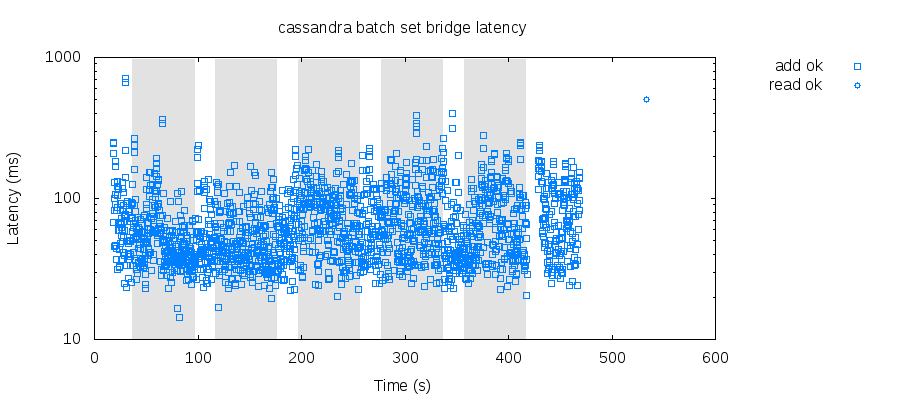 cassandra batch set bridge latency
1000
100
10
Latency (ms)
0 100 200 300 400 500 600
Time (s)
add ok
read ok